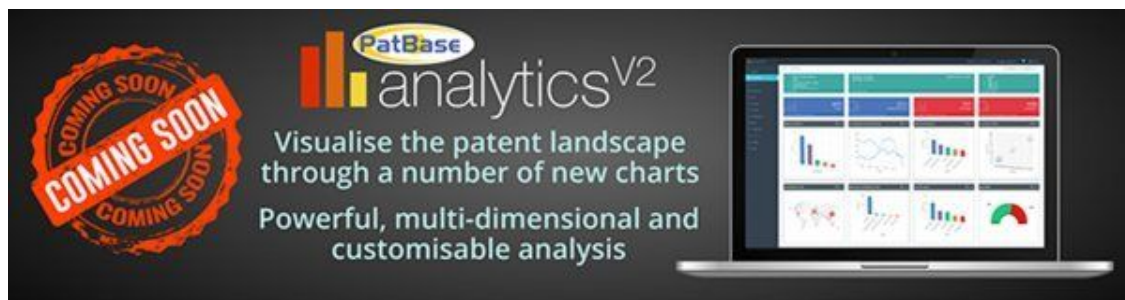 COMING SOON
COMING SOON
COMING SOON
PatBase
analytics V2
Visualise the patent landscape
through a number of new charts
Powerful, multi-dimensional and
customisable analysis